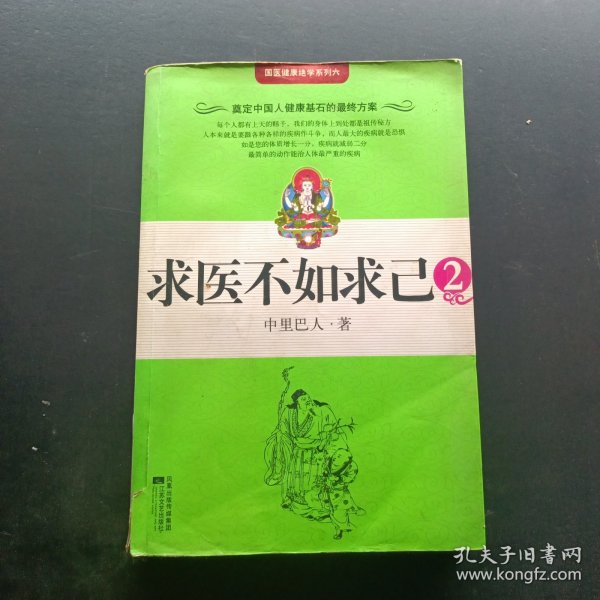 国医健康绝学系列六
奠定中国人健康基石的最终方案
每个人都有上天的赐予，我们的身体上到处都是祖传秘方
人本来就是要跟各种各样的疾病作斗争，而人最大的疾病就是恐惧
如是您的体质增长一分，疾病就减弱二分
最简单的动作能治人体最严重的疾病
求医不如求己2
中里巴人·著
凤凰出版传媒集团
江苏文艺出版社
孔夫子旧书网
www.kongfz.com